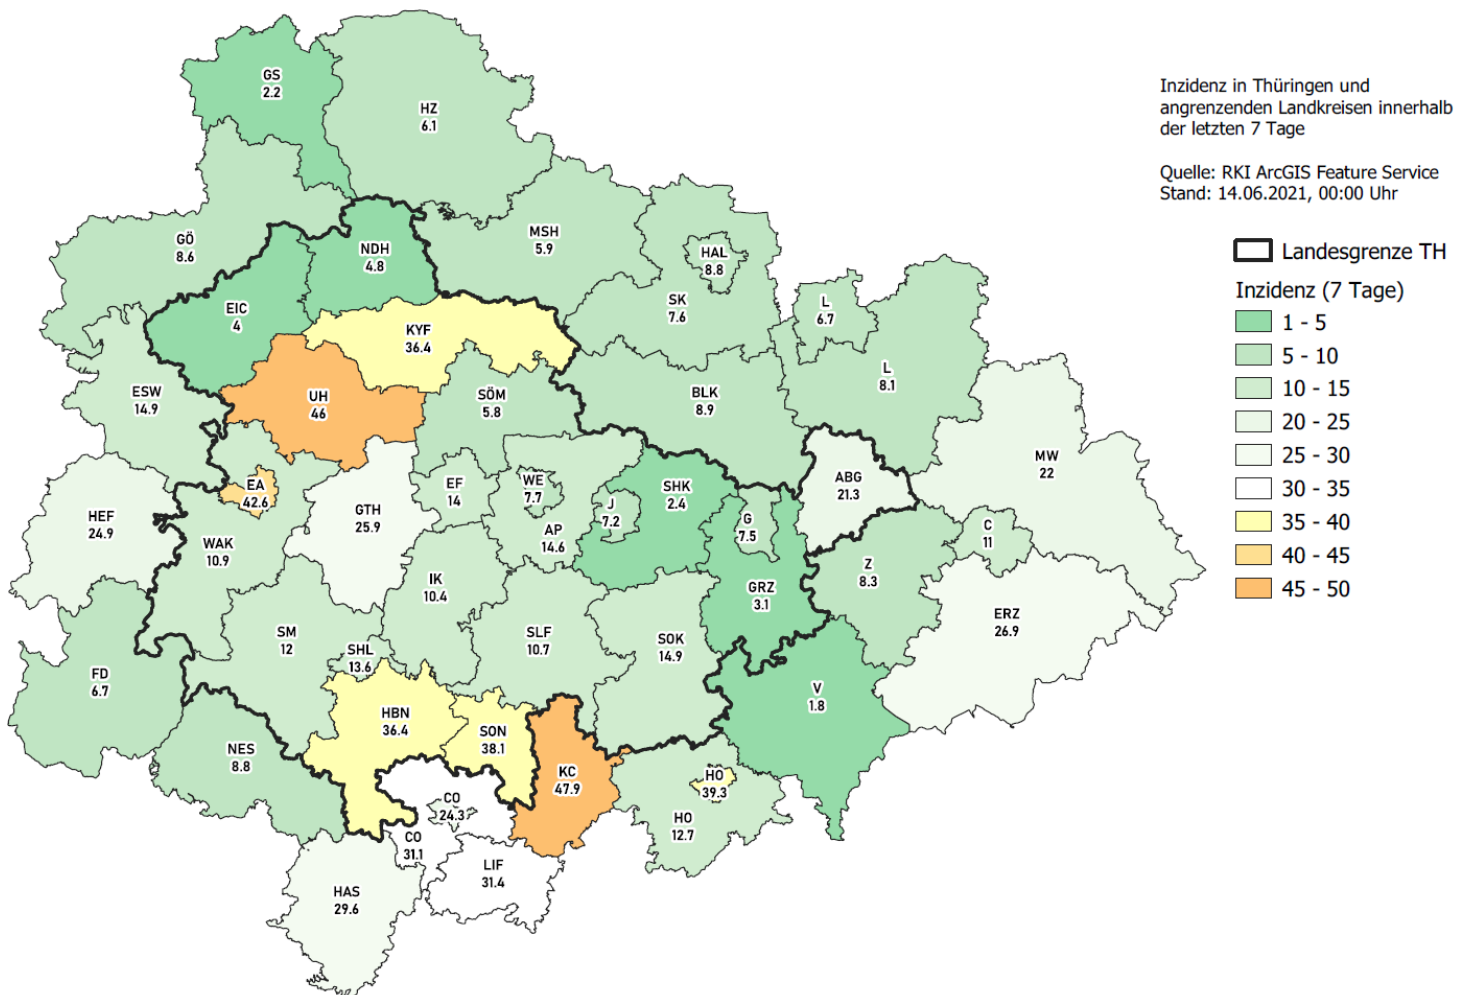 Inzidenz in Thüringen und
angrenzenden Landkreisen innerhalb
der letzten 7 Tage
Quelle: RKI ArcGIS Feature Service
Stand: 14.06.2021, 00:00 Uhr
Landesgrenze TH
Inzidenz (7 Tage)
1 - 5
5 - 10
10 - 15
20 - 25
25 - 30
30 - 35
35 - 40
40 - 45
45 - 50
GS
2.2
HZ
6.1
GÖ
8.6
NDH
4.8
MSH
5.9
HAL
8.8
EIC
4
SK
7.6
L
6.7
KYF
36.4
L
8.1
ESW
14.9
UH
46
SÖM
5.8
BLK
8.9
MW
22
EA
42.6
EF
14
WE
7.7
SHK
2.4
ABG
21.3
HEF
24.9
GTH
25.9
J
7.2
G
7.5
C
11
WAK
10.9
AP
14.6
Z
8.3
IK
10.4
GRZ
3.1
ERZ
26.9
SM
12
SHL
13.6
SLF
10.7
SOK
14.9
FD
6.7
V
1.8
HBN
36.4
SON
38.1
NES
8.8
KC
47.9
HO
39.3
CO
24.3
HO
12.7
CO
31.1
LIF
31.4
HAS
29.6